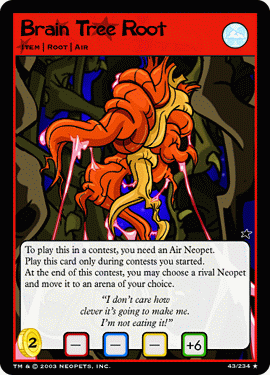 Brain Tree Root
Item | Root | Air
To play this in a contest, you need an Air Neopet.
Play this card only during contests you started.
At the end of this contest, you may choose a rival Neopet
and move it to an arena of your choice.
"I don't care how
clever it's going to make me.
I'm not eating it!"
2 — — — +6
TM & © 2003 NEOPETS, INC. 43/234 ★